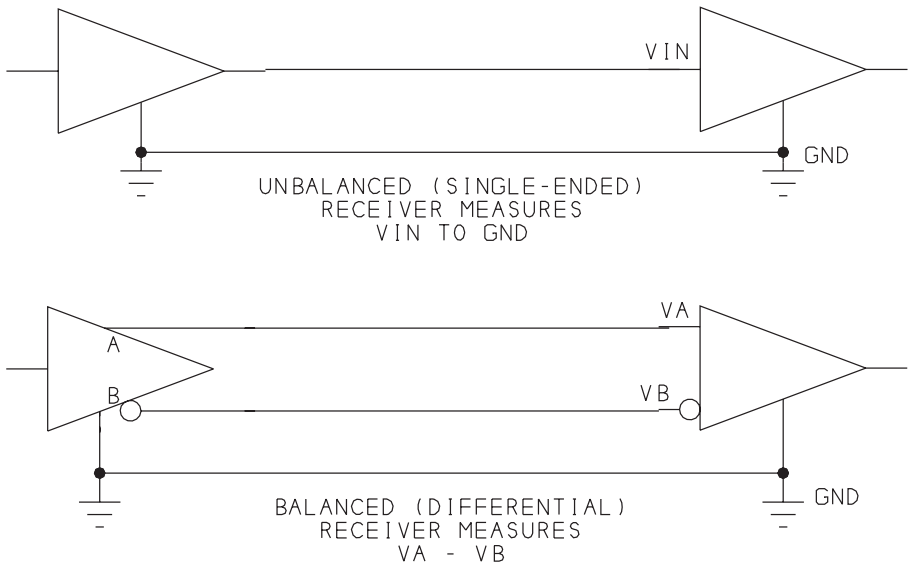 VIN
GND
UNBALANCED (SINGLE-ENDED)
RECEIVER MEASURES
VIN TO GND
VA
A
B
VB
GND
BALANCED (DIFFERENTIAL)
RECEIVER MEASURES
VA - VB